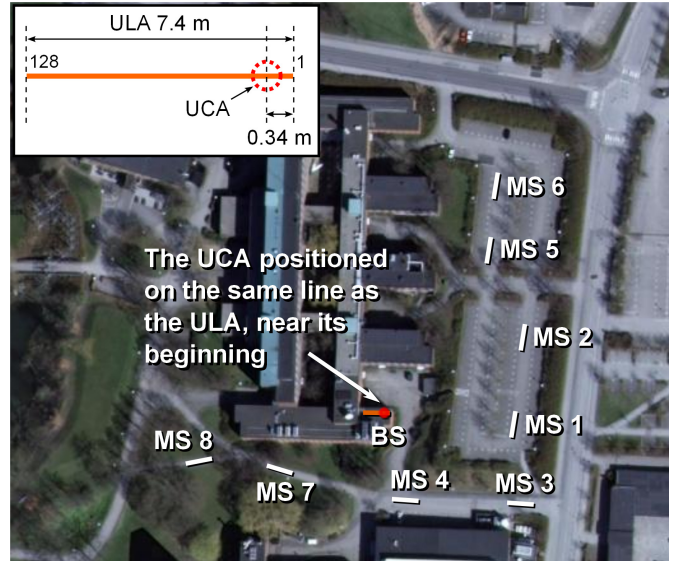 ULA 7.4 m
128
1
UCA
0.34 m
MS 6
MS 5
The UCA positioned
on the same line as
the ULA, near its
beginning
MS 2
MS 1
BS
MS 8
MS 7
MS 4
MS 3